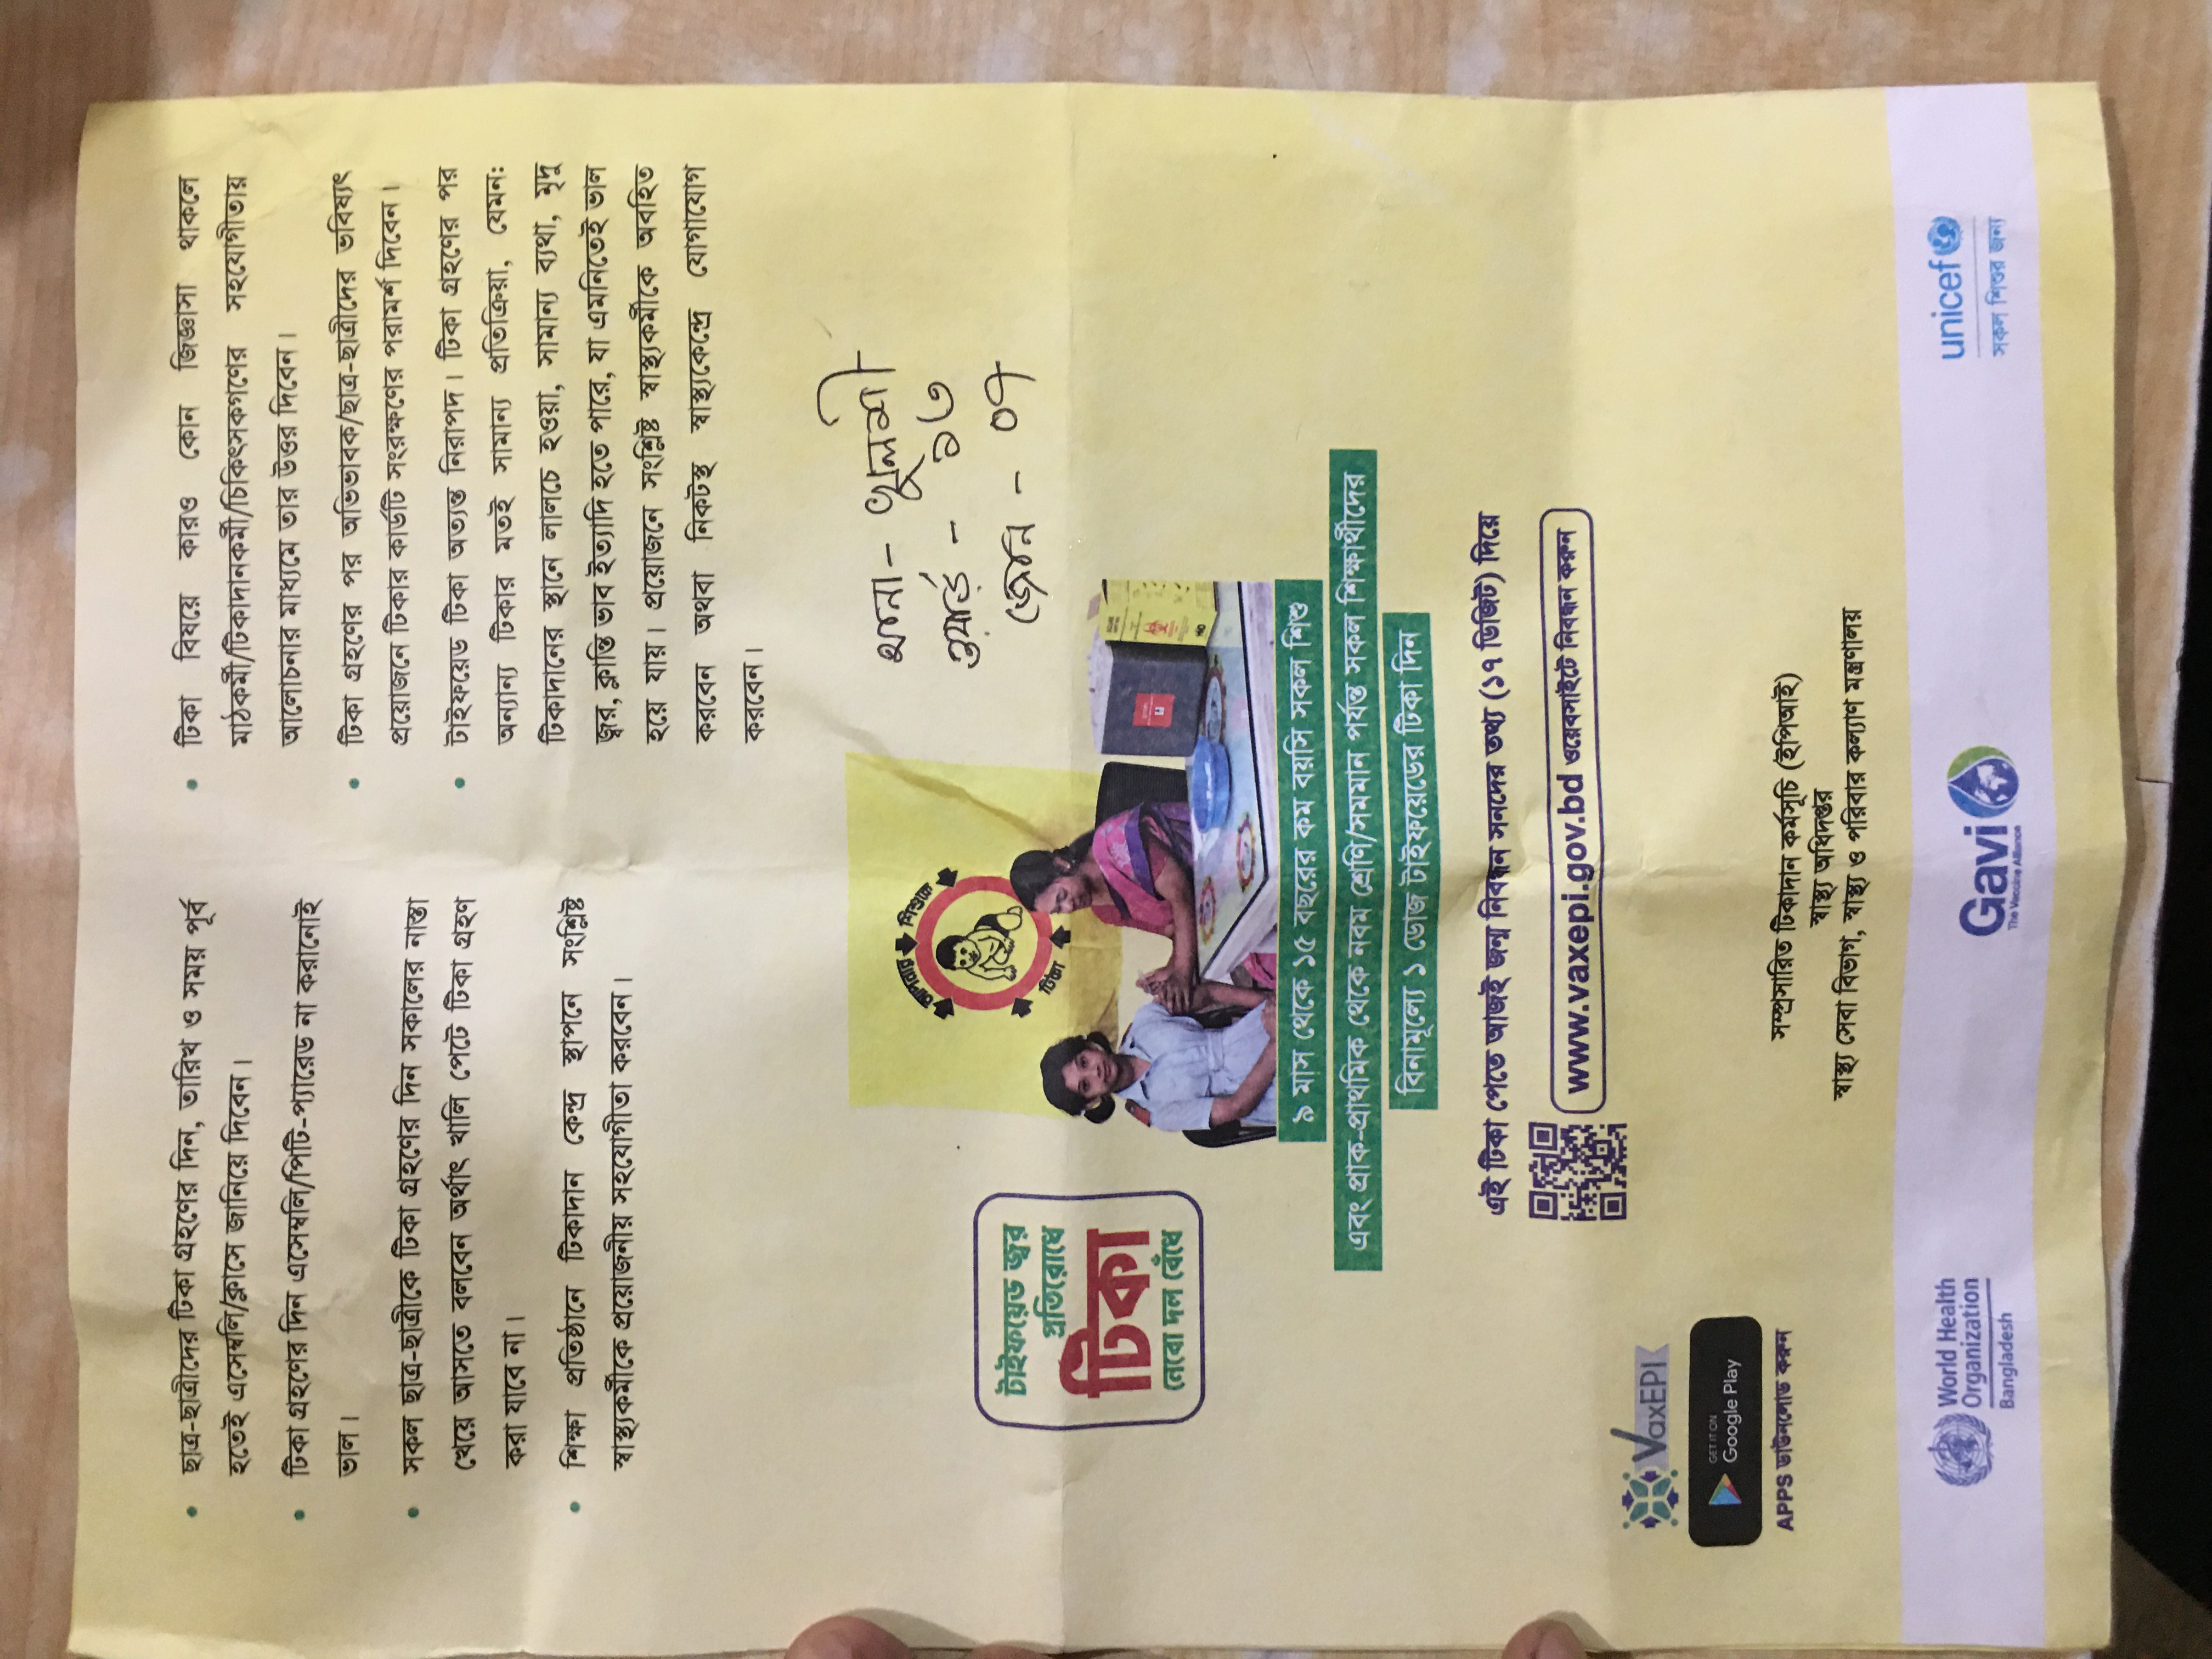 • ছাত্র-ছাত্রীদের টিকা গ্রহণের দিন, তারিখ ও সময় পূর্ব
হতেই এসেম্বলি/ক্লাসে জানিয়ে দিবেন।
• টিকা গ্রহণের দিন এসেম্বলি/পিটি-প্যারেড না করানোই
ভাল।
• সকল ছাত্র-ছাত্রীকে টিকা গ্রহণের দিন সকালের নাস্তা
খেয়ে আসতে বলবেন অর্থাৎ খালি পেটে টিকা গ্রহণ
করা যাবে না।
• শিক্ষা প্রতিষ্ঠানে টিকাদান কেন্দ্র স্থাপনে সংশ্লিষ্ট
স্বাস্থ্যকর্মীকে প্রয়োজনীয় সহযোগীতা করবেন।
• টিকা বিষয়ে কারও কোন জিজ্ঞাসা থাকলে
মাঠকর্মী/টিকাদানকর্মী/চিকিৎসকগণের সহযোগীতায়
আলোচনার মাধ্যমে তার উত্তর দিবেন।
• টিকা গ্রহণের পর অভিভাবক/ছাত্র-ছাত্রীদের ভবিষ্যৎ
প্রয়োজনে টিকার কার্ডটি সংরক্ষণের পরামর্শ দিবেন।
• টাইফয়েড টিকা অত্যন্ত নিরাপদ। টিকা গ্রহণের পর
অন্যান্য টিকার মতই সামান্য প্রতিক্রিয়া, যেমন:
টিকাদানের স্থানে লালচে হওয়া, সামান্য ব্যথা, মৃদু
জ্বর, ক্লান্তি ভাব ইত্যাদি হতে পারে, যা এমনিতেই ভাল
হয়ে যায়। প্রয়োজনে সংশ্লিষ্ট স্বাস্থ্যকর্মীকে অবহিত
করবেন অথবা নিকটস্থ স্বাস্থ্যকেন্দ্রে যোগাযোগ
করবেন।
থানা - খুলশী
ওয়ার্ড - ১৩
জোন - ০৭
টাইফয়েড জ্বর
প্রতিরোধে
টিকা
নেবো দল বেঁধে
আপনার শিশুকে
টিকা
৯ মাস থেকে ১৫ বছরের কম বয়সি সকল শিশু
এবং প্রাক-প্রাথমিক থেকে নবম শ্রেণি/সমমান পর্যন্ত সকল শিক্ষার্থীদের
বিনামূল্যে ১ ডোজ টাইফয়েডের টিকা দিন
এই টিকা পেতে আজই জন্ম নিবন্ধন সনদের তথ্য (১৭ ডিজিট) দিয়ে
www.vaxepi.gov.bd ওয়েবসাইটে নিবন্ধন করুন
VaxEPI
GET IT ON
Google Play
APPS ডাউনলোড করুন
সম্প্রসারিত টিকাদান কর্মসূচি (ইপিআই)
স্বাস্থ্য অধিদপ্তর
স্বাস্থ্য সেবা বিভাগ, স্বাস্থ্য ও পরিবার কল্যাণ মন্ত্রণালয়
World Health
Organization
Bangladesh
Gavi
The Vaccine Alliance
unicef
সকল শিশুর জন্য